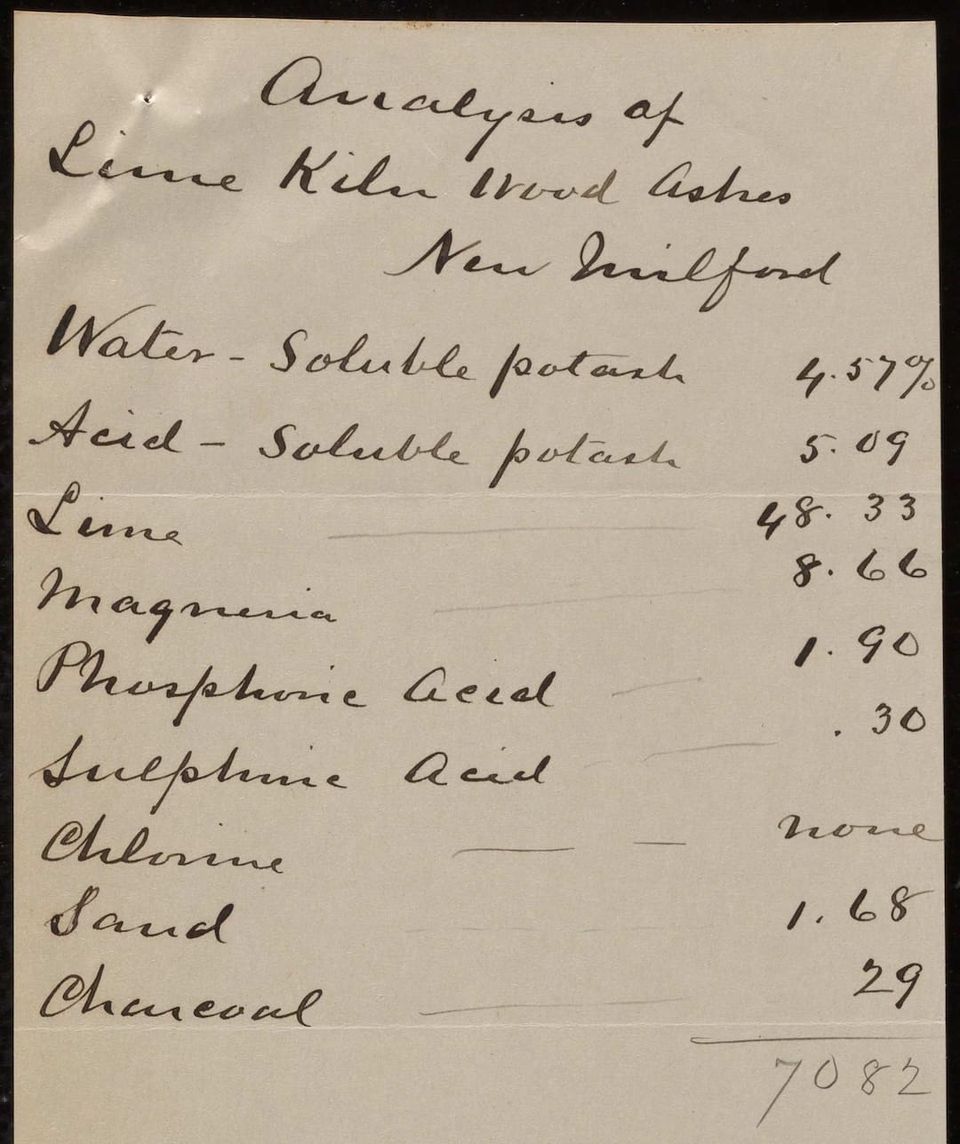 Analysis of
Lime Kiln Wood Ashes
New Milford
Water - Soluble potash 4.57%
Acid - Soluble potash 5.09
Lime 48.33
Magnesia 8.66
Phosphoric Acid 1.90
Sulphuric Acid .30
Chlorine none
Sand 1.68
Charcoal 29
7082